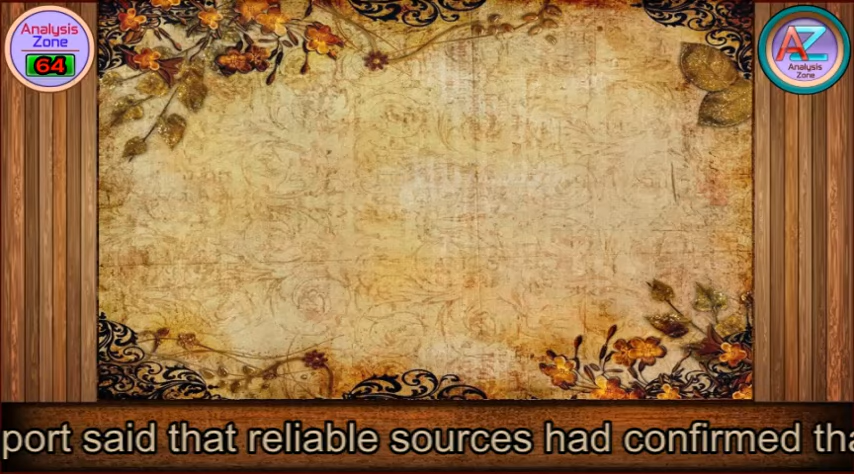 Analysis
Zone
64
AZ
Analysis
Zone
port said that reliable sources had confirmed tha